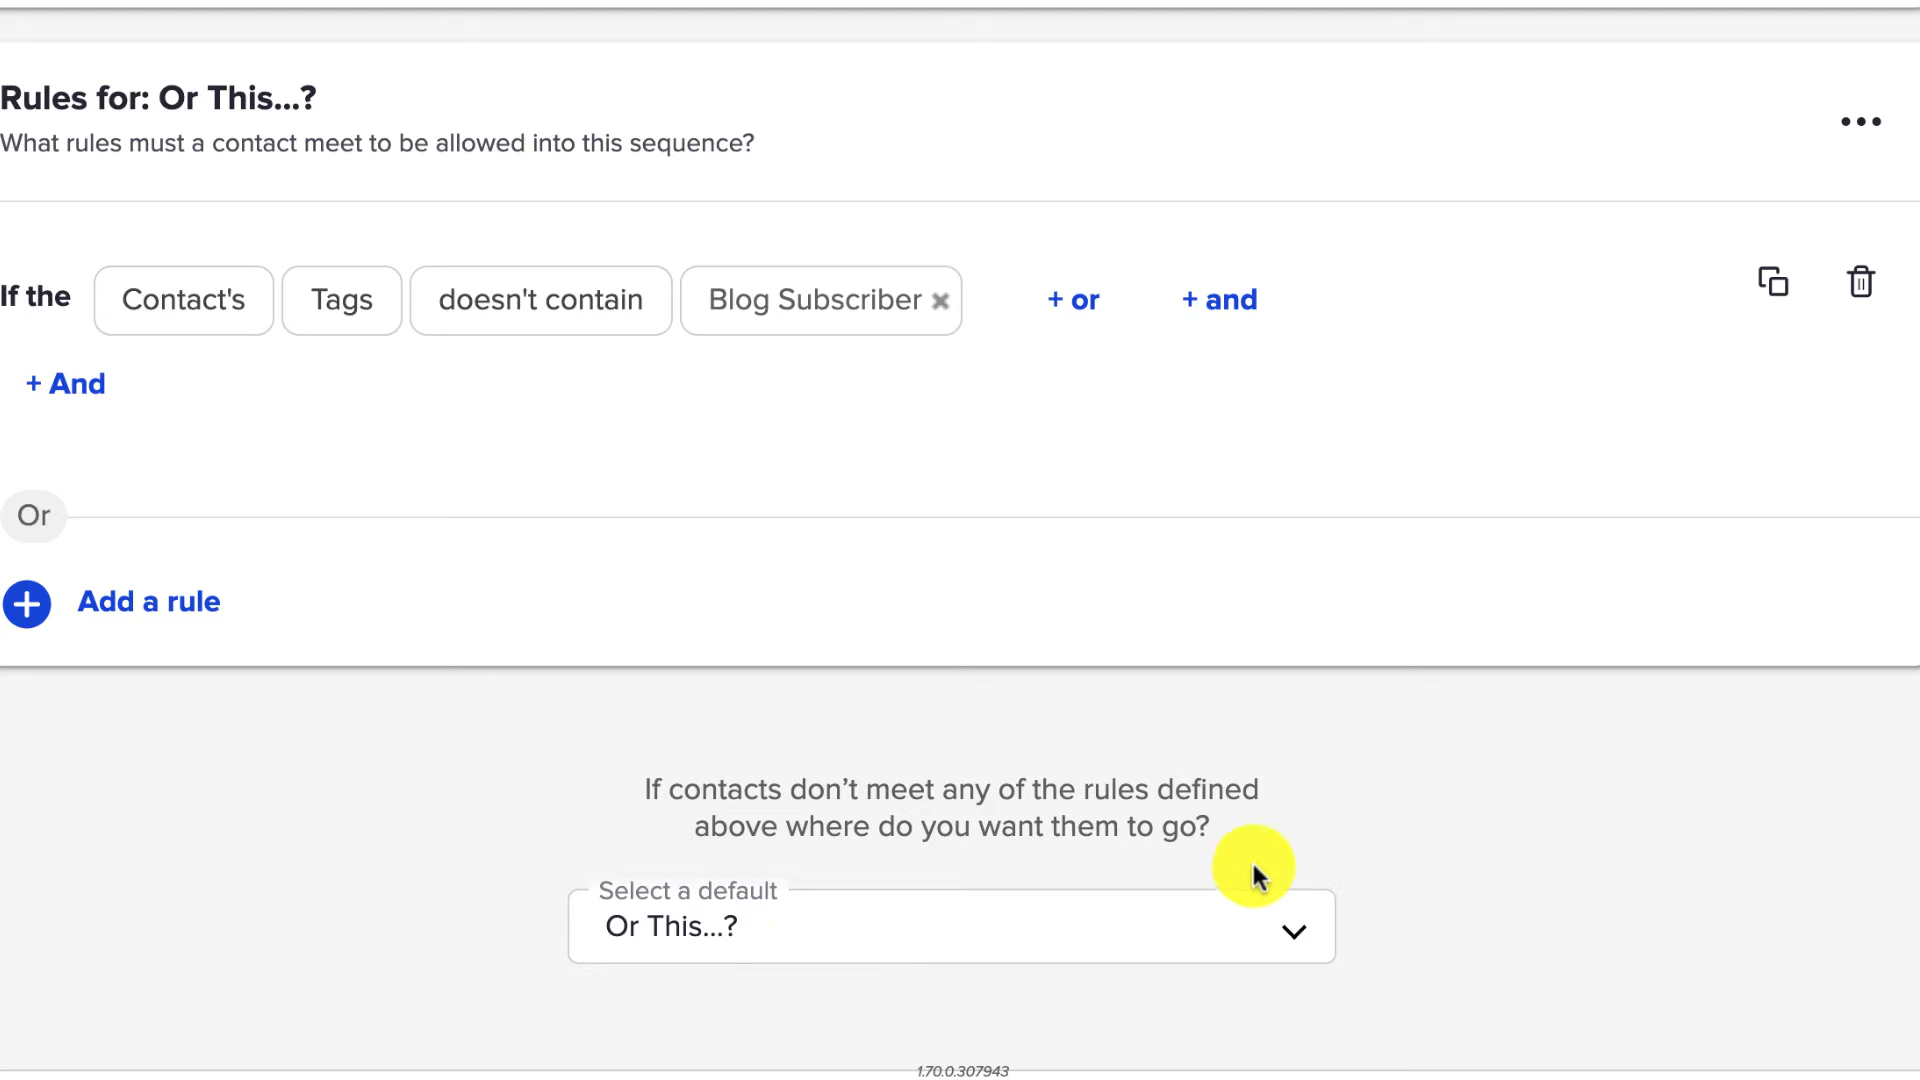 Rules for: Or This...?
What rules must a contact meet to be allowed into this sequence?
If the Contact's Tags doesn't contain Blog Subscriber × + or + and
+ And
Or
Add a rule
If contacts don’t meet any of the rules defined
above where do you want them to go?
Select a default
Or This...?
1.70.0.307943